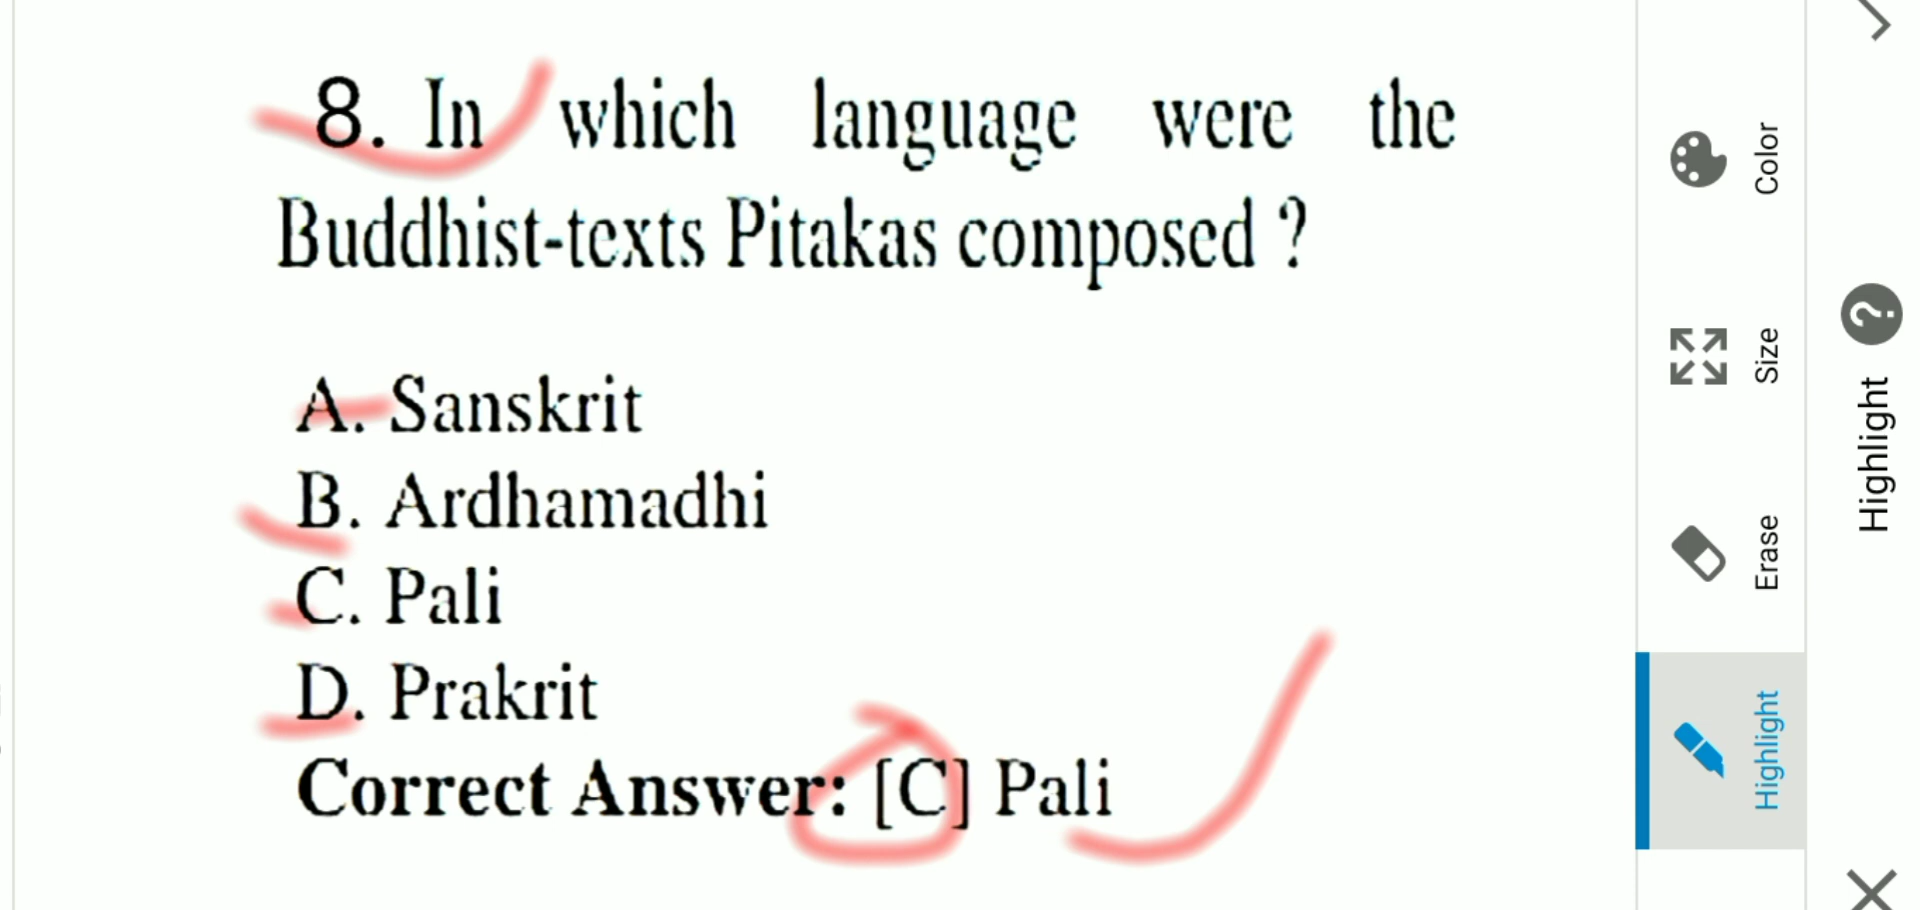 8. In which language were the
Buddhist-texts Pitakas composed ?
A. Sanskrit
B. Ardhamadhi
C. Pali
D. Prakrit
Correct Answer: [C] Pali
Color
Size
Erase
Highlight
Highlight